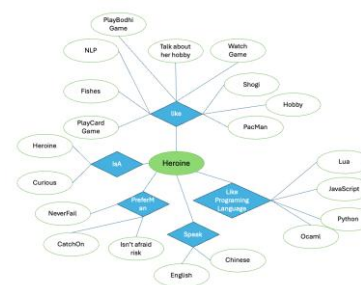 PlayBodhi
Game
Talk about
her hobby
Watch
Game
NLP
Shogi
Fishes
Hobby
like
PlayCard
Game
PacMan
Heroine
IsA
Heroine
Lua
Curious
Like
Programing
Language
JavaScript
PreferM
an
NeverFail
Python
Speak
Ocaml
CatchOn
Isn't afraid
risk
Chinese
English